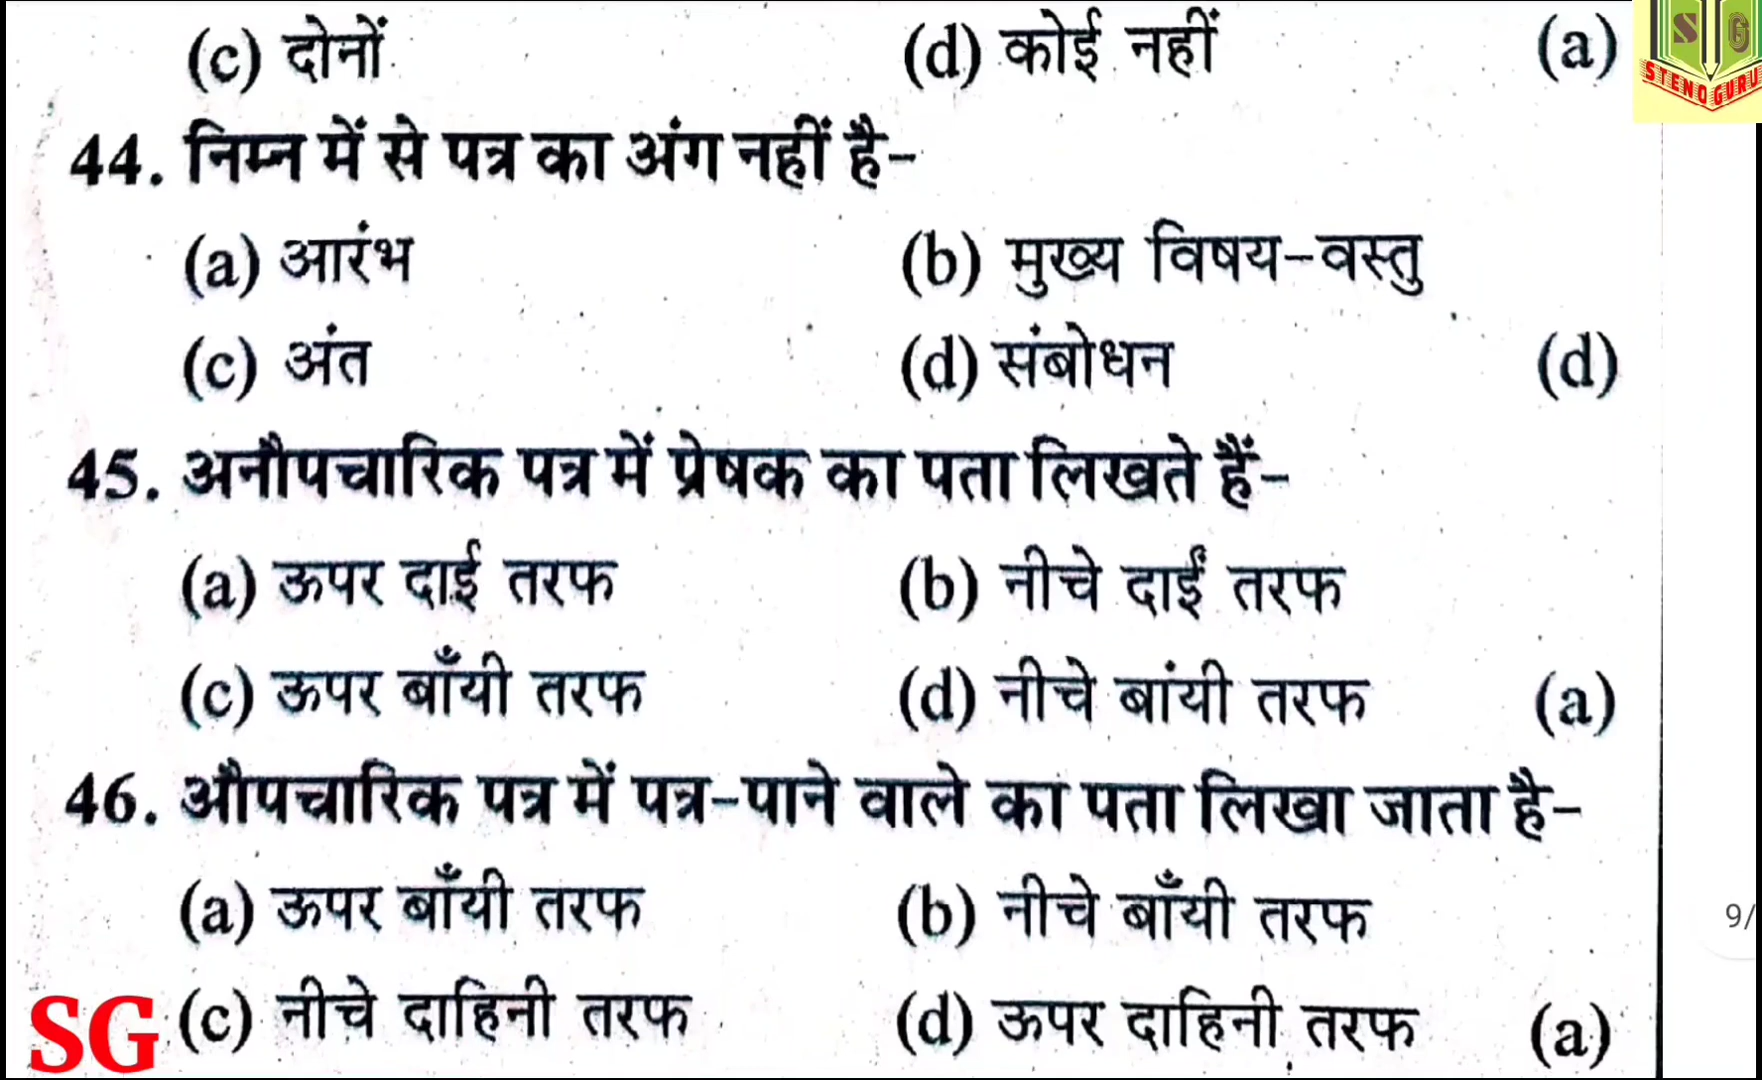 (c) दोनों (d) कोई नहीं (a)
S G
STENO GURU
44. निम्न में से पत्र का अंग नहीं है-
(a) आरंभ (b) मुख्य विषय-वस्तु
(c) अंत (d) संबोधन (d)
45. अनौपचारिक पत्र में प्रेषक का पता लिखते हैं-
(a) ऊपर दाई तरफ (b) नीचे दाईं तरफ
(c) ऊपर बाँयी तरफ (d) नीचे बांयी तरफ (a)
46. औपचारिक पत्र में पत्र-पाने वाले का पता लिखा जाता है-
(a) ऊपर बाँयी तरफ (b) नीचे बाँयी तरफ
9/
SG (c) नीचे दाहिनी तरफ (d) ऊपर दाहिनी तरफ (a)